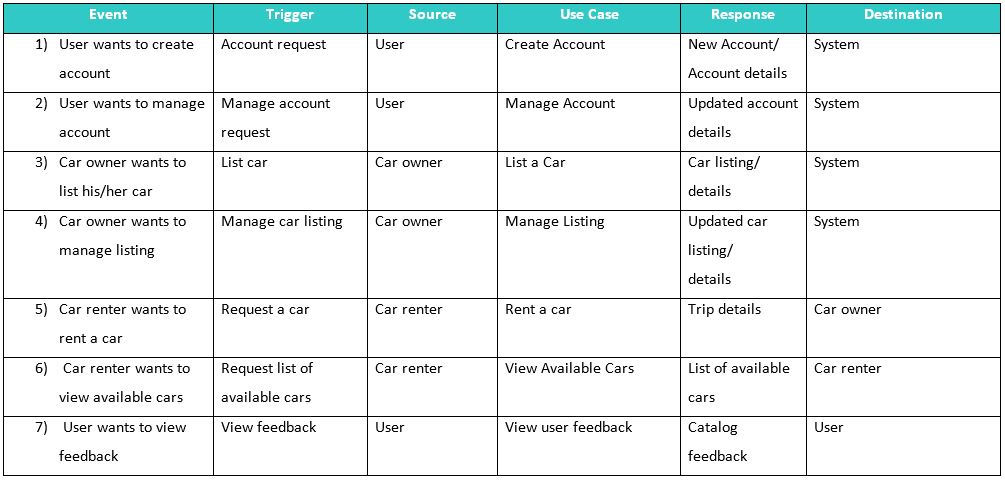 Event Trigger Source Use Case Response Destination
1) User wants to create Account request User Create Account New Account/ System
account Account details
2) User wants to manage Manage account User Manage Account Updated account System
account request details
3) Car owner wants to List car Car owner List a Car Car listing/ System
list his/her car details
4) Car owner wants to Manage car listing Car owner Manage Listing Updated car System
manage listing listing/
details
5) Car renter wants to Request a car Car renter Rent a car Trip details Car owner
rent a car
6) Car renter wants to Request list of Car renter View Available Cars List of available Car renter
view available cars available cars cars
7) User wants to view View feedback User View user feedback Catalog User
feedback feedback